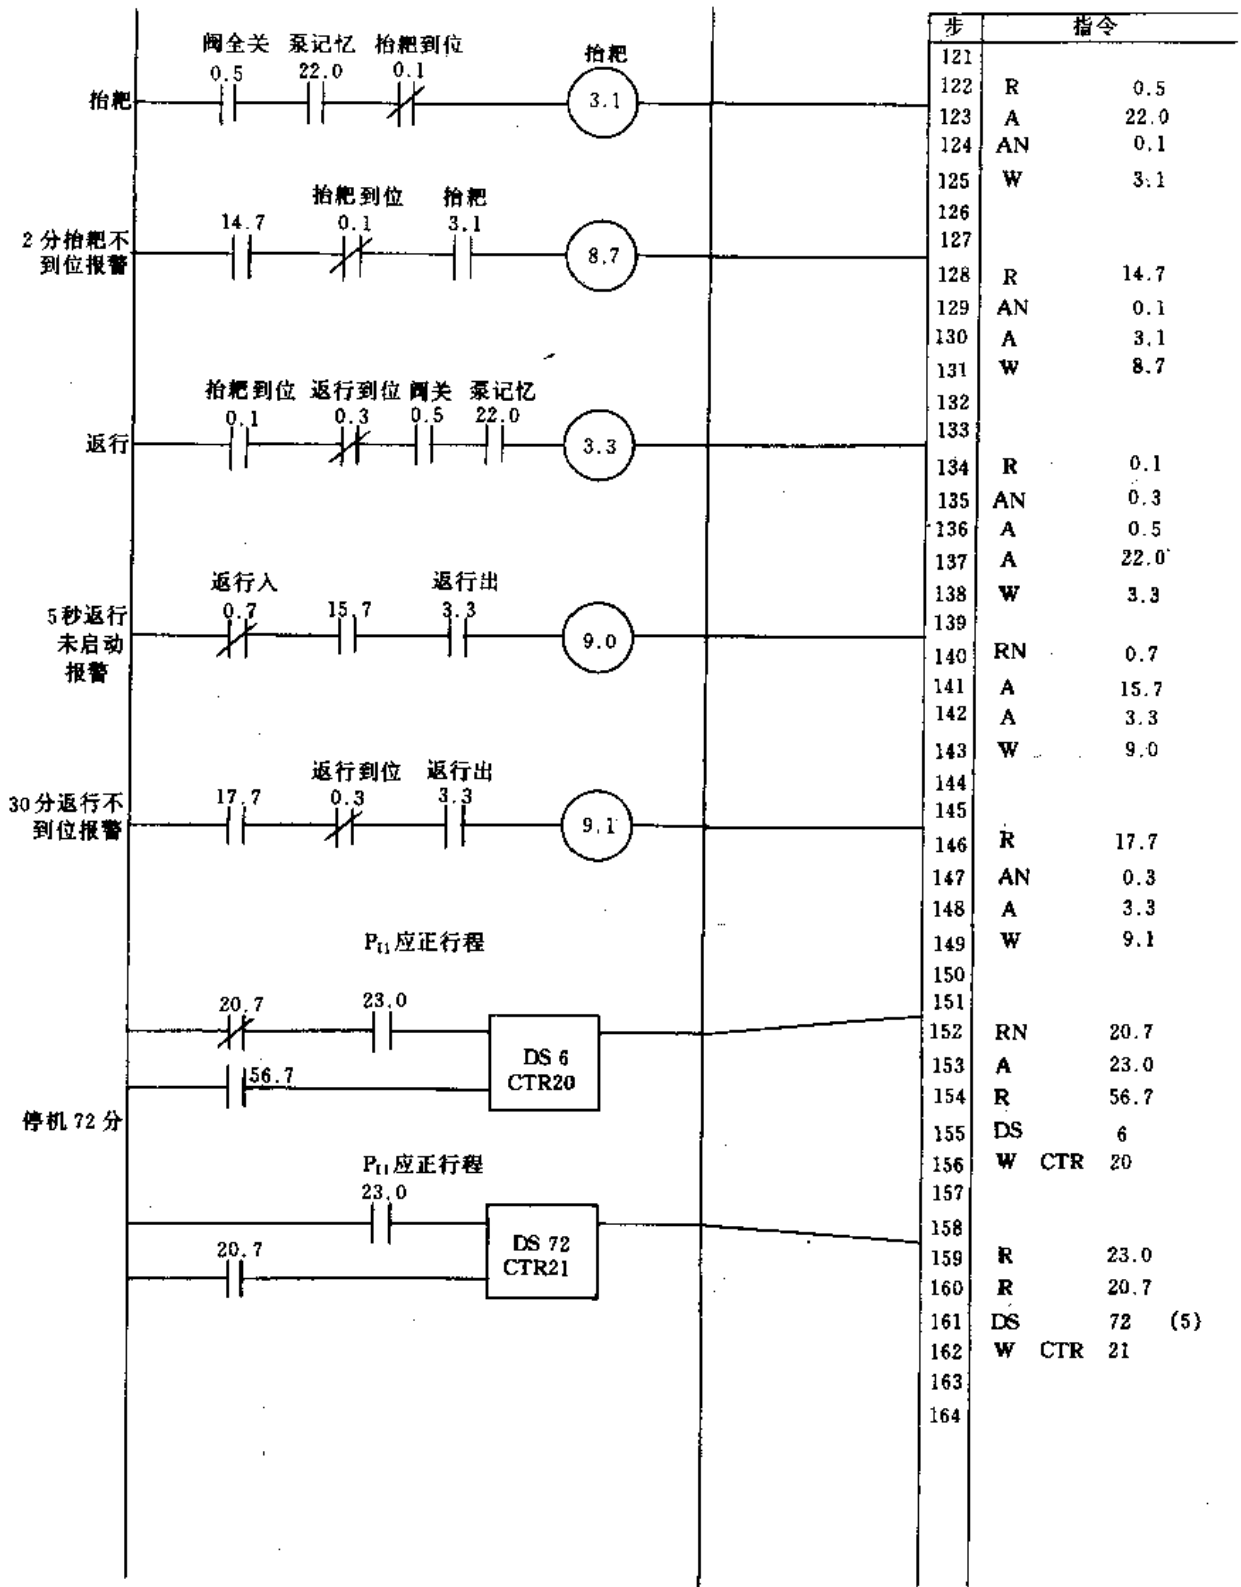 阀全关 泵记忆 抬耙到位 抬耙
0.5 22.0 0.1
抬耙 3.1
抬耙到位 抬耙
14.7 0.1 3.1
2分抬耙不
到位报警
8.7
抬耙到位 返行到位 阀关 泵记忆
0.1 0.3 0.5 22.0
返行 3.3
返行入 返行出
0.7 15.7 3.3
5秒返行
未启动
报警
9.0
返行到位 返行出
17.7 0.3 3.3
30分返行不
到位报警
9.1
P11应正行程
20.7 23.0
DS 6
CTR20
56.7
停机72分
P11应正行程
23.0
DS 72
CTR21
20.7
步 指令
121
122 R 0.5
123 A 22.0
124 AN 0.1
125 W 3.1
126
127
128 R 14.7
129 AN 0.1
130 A 3.1
131 W 8.7
132
133
134 R 0.1
135 AN 0.3
136 A 0.5
137 A 22.0
138 W 3.3
139
140 RN 0.7
141 A 15.7
142 A 3.3
143 W 9.0
144
145
146 R 17.7
147 AN 0.3
148 A 3.3
149 W 9.1
150
151
152 RN 20.7
153 A 23.0
154 R 56.7
155 DS 6
156 W CTR 20
157
158
159 R 23.0
160 R 20.7
161 DS 72 (5)
162 W CTR 21
163
164